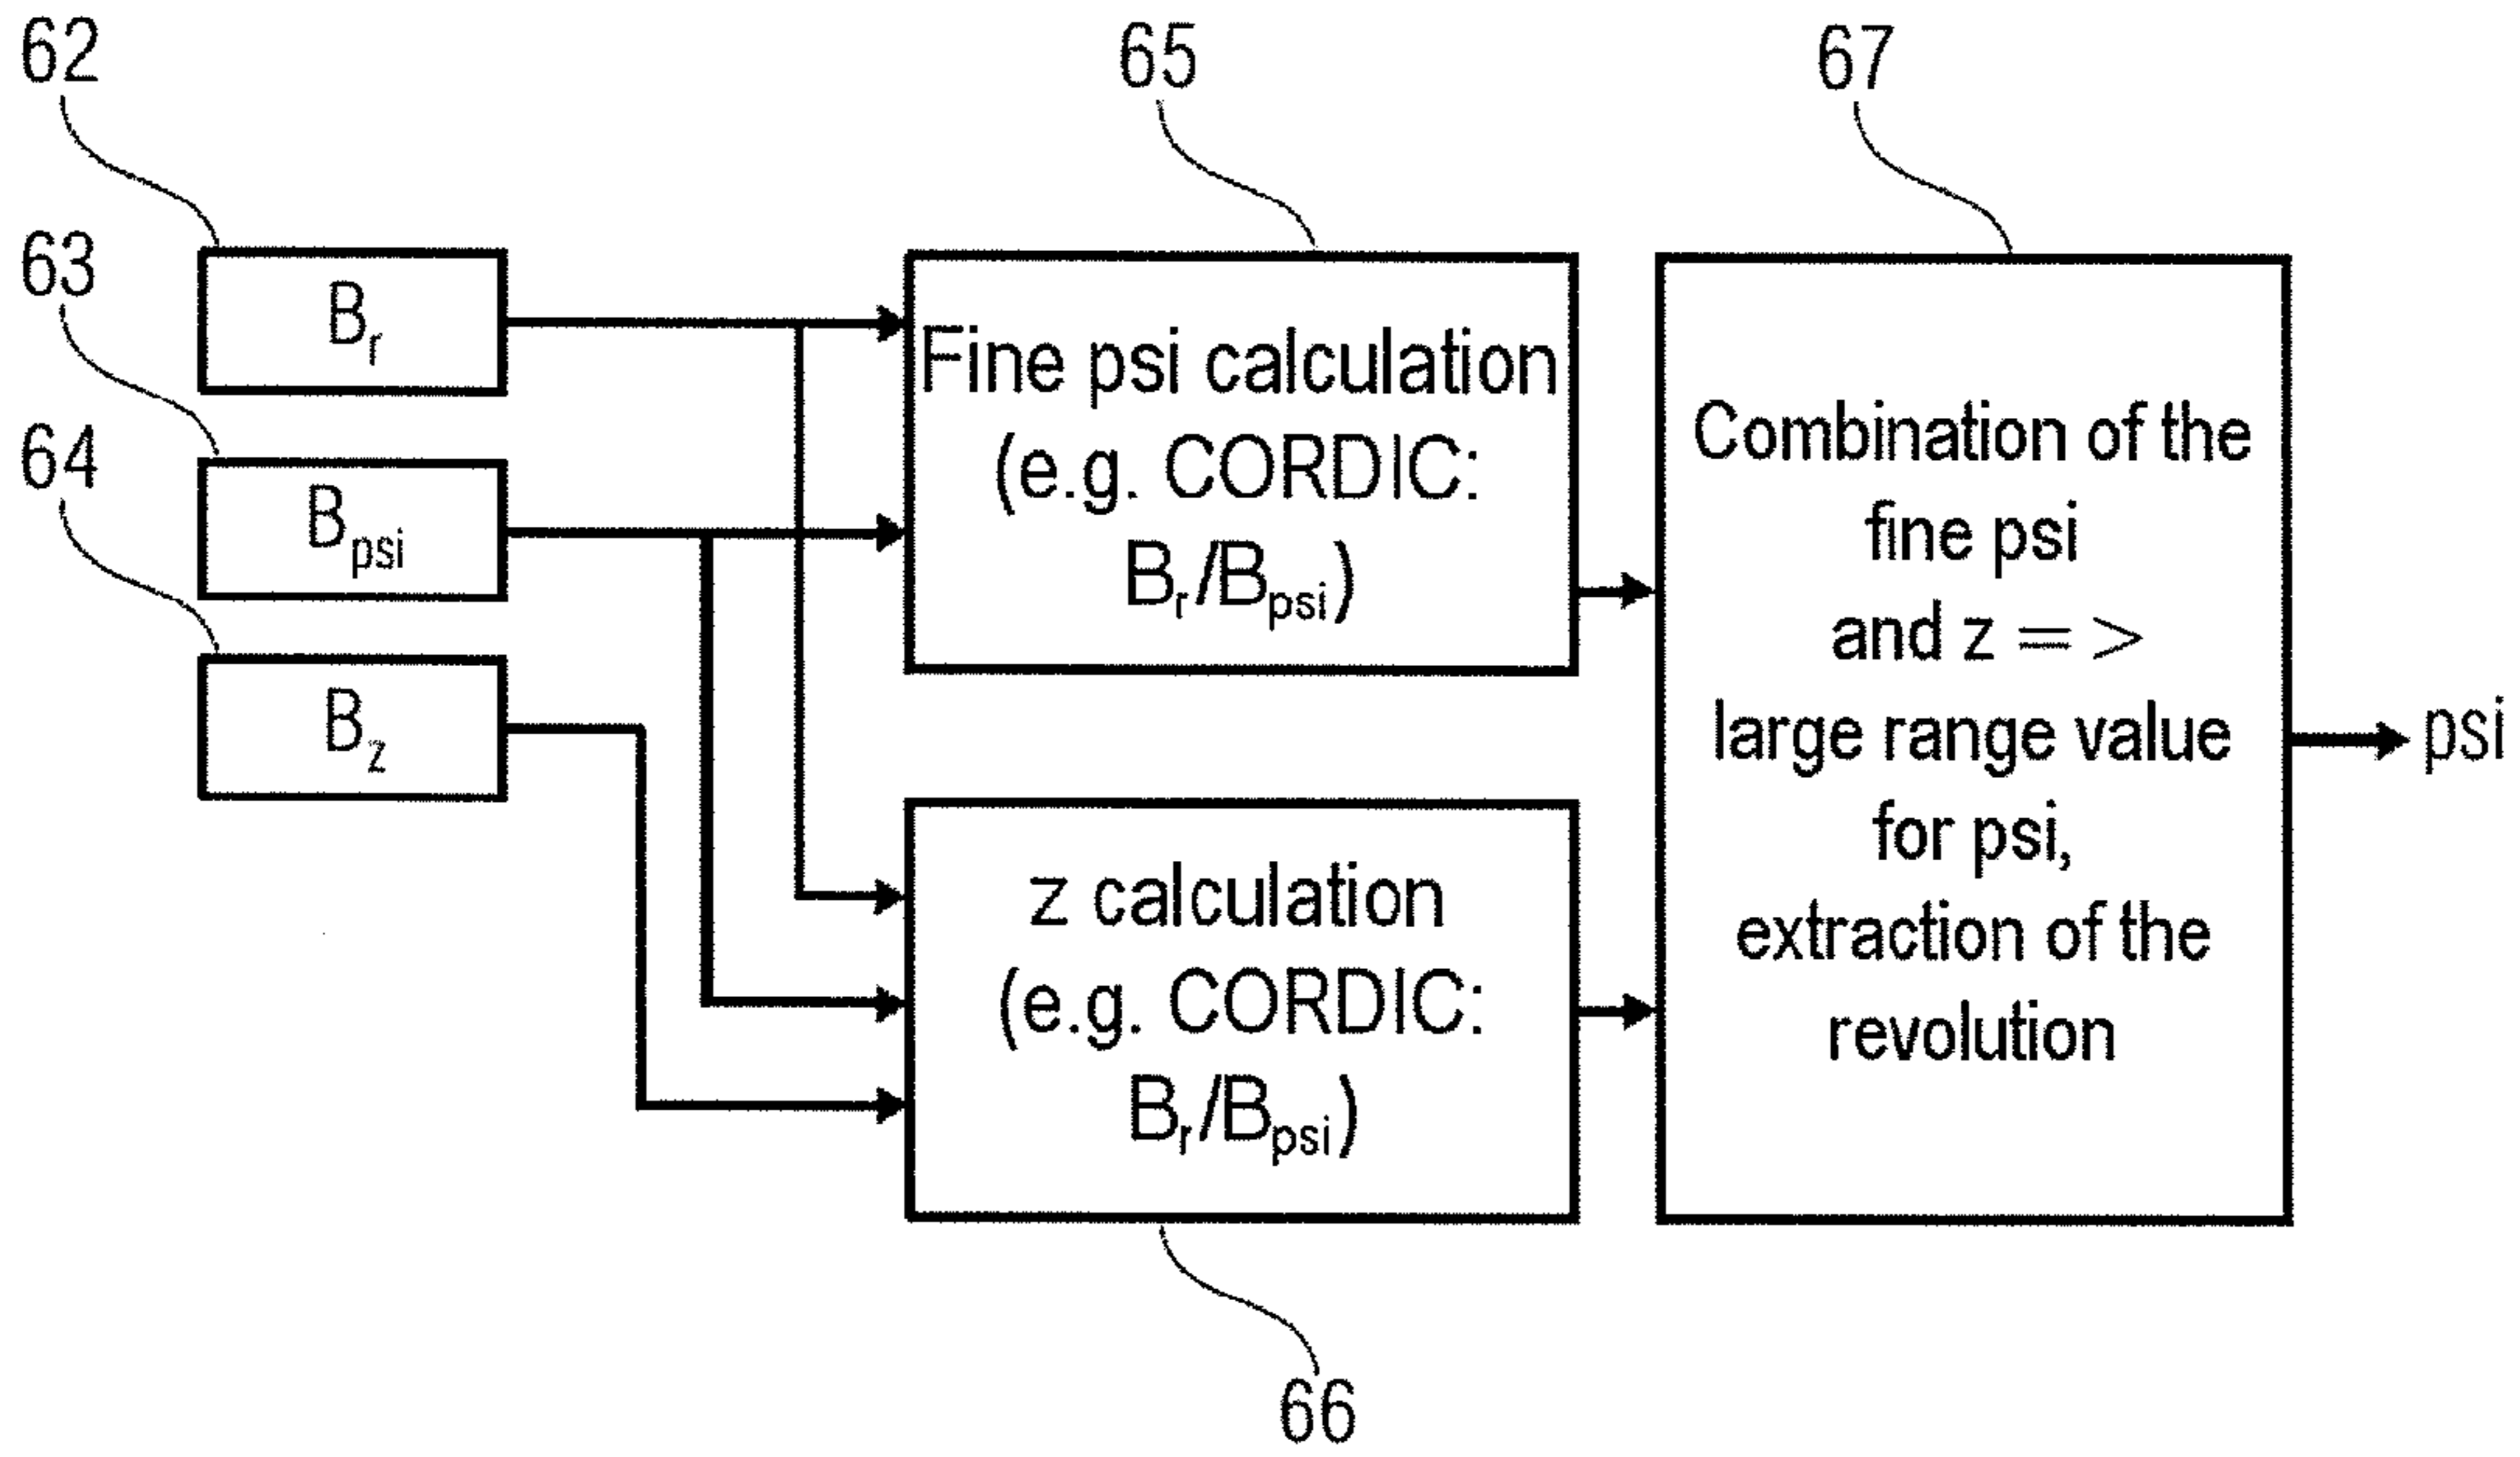 62
65
67
63
64
B_r
B_psi
B_z
Fine psi calculation
(e.g. CORDIC:
B_r/B_psi)
z calculation
(e.g. CORDIC:
B_r/B_psi)
Combination of the
fine psi
and z = >
large range value
for psi,
extraction of the
revolution
psi
66